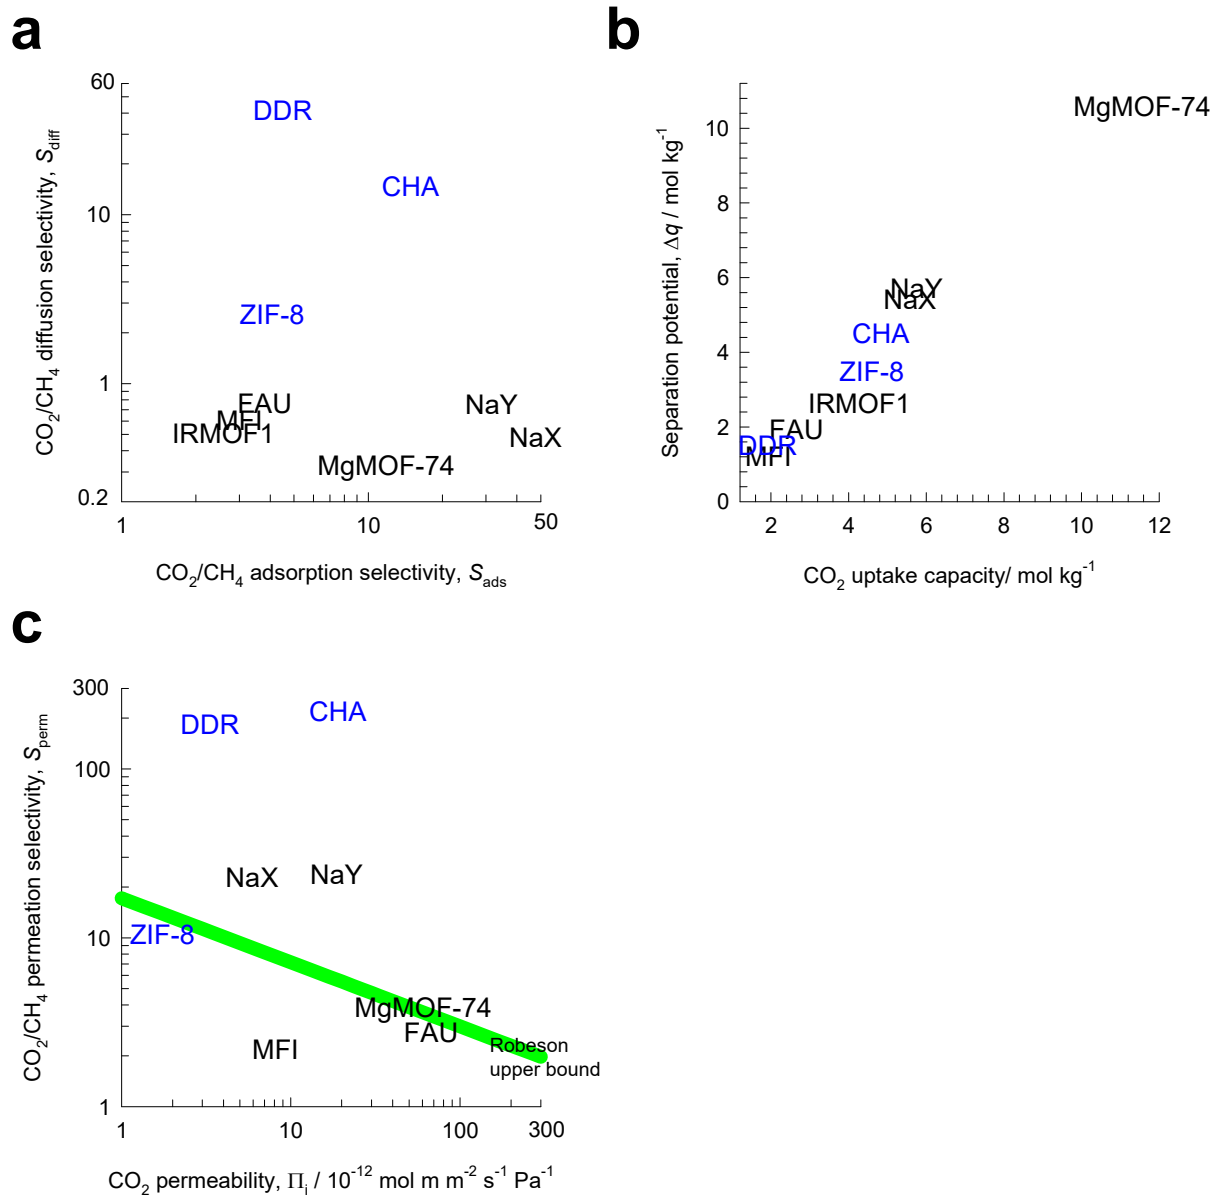 a
60
10
1
0.2
CO2/CH4 diffusion selectivity, Sdiff
DDR
CHA
ZIF-8
FAU
MFI
IRMOF1
NaY
NaX
MgMOF-74
1
10
50
CO2/CH4 adsorption selectivity, Sads
b
10
8
6
4
2
0
Separation potential, Δq / mol kg-1
MgMOF-74
NaY
NaX
CHA
ZIF-8
IRMOF1
FAU
DDR
MFI
2
4
6
8
10
12
CO2 uptake capacity/ mol kg-1
c
300
100
10
1
CO2/CH4 permeation selectivity, Sperm
DDR
CHA
NaX
NaY
ZIF-8
MgMOF-74
FAU
MFI
Robeson
upper bound
1
10
100
300
CO2 permeability, Πi / 10-12 mol m m-2 s-1 Pa-1